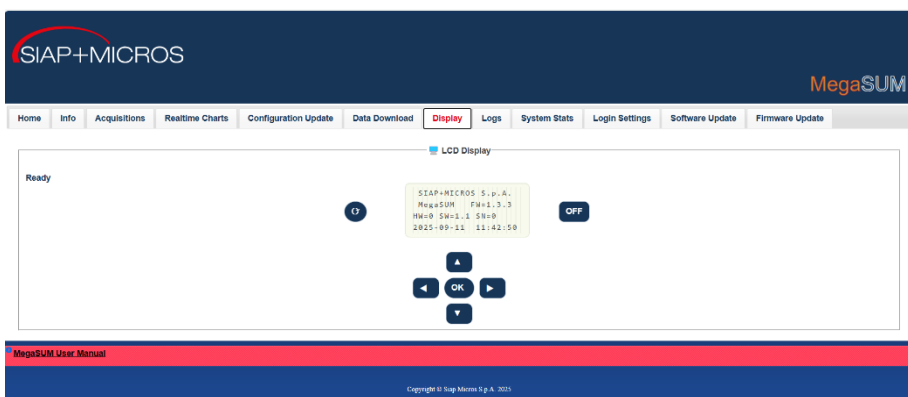 SIAP+MICROS
MegaSUM
Home Info Acquisitions Realtime Charts Configuration Update Data Download Display Logs System Stats Login Settings Software Update Firmware Update
LCD Display
Ready
SIAP+MICROS S.p.A.
MegaSUM FW=1.3.3
HW=0 SW=1.1 SN=0
2025-09-11 11:42:50
OFF
OK
MegaSUM User Manual
Copyright © Siap Micros S.p.A. 2025